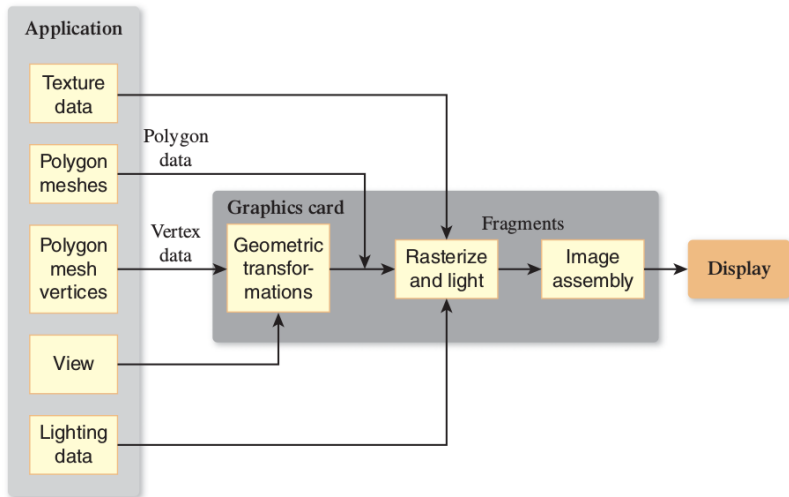 Application
Texture
data
Polygon
data
Polygon
meshes
Graphics card
Vertex
data
Polygon
mesh
vertices
Geometric
transfor-
mations
Fragments
Rasterize
and light
Image
assembly
Display
View
Lighting
data